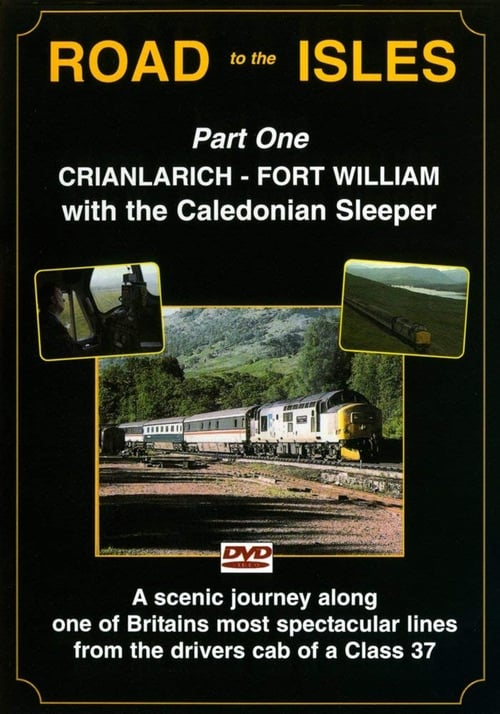 ROAD to the ISLES
Part One
CRIANLARICH - FORT WILLIAM
with the Caledonian Sleeper
DVD
VIDEO
A scenic journey along
one of Britains most spectacular lines
from the drivers cab of a Class 37